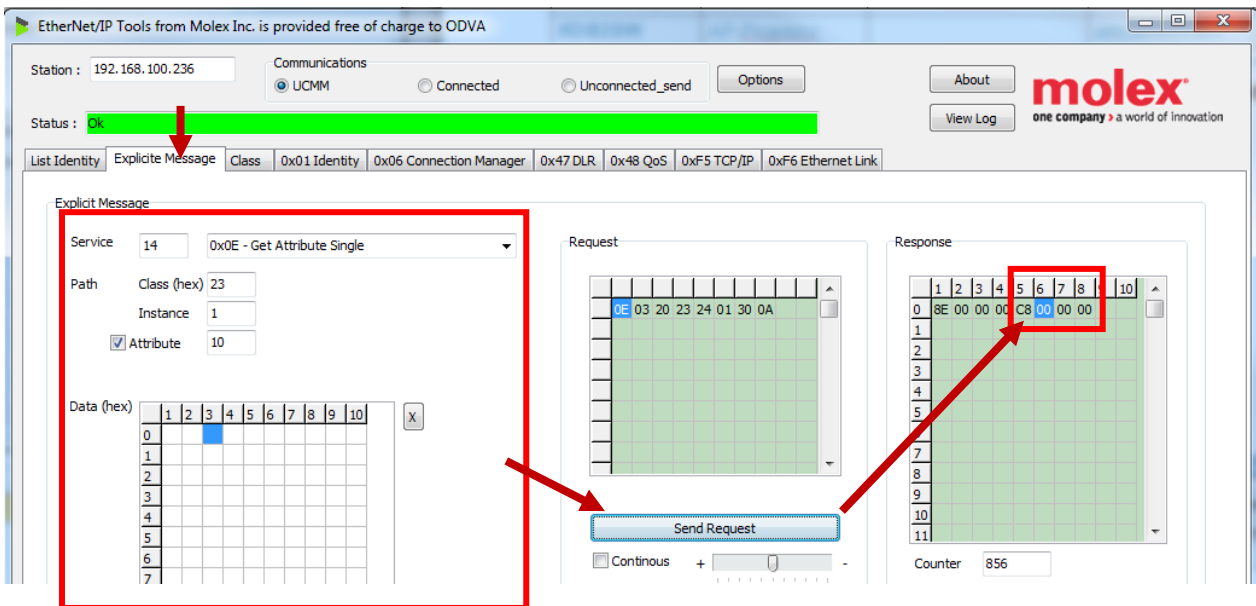 EtherNet/IP Tools from Molex Inc. is provided free of charge to ODVA
Station : 192.168.100.236
Communications
UCMM Connected Unconnected_send
Options
About
View Log
molex
one company > a world of innovation
Status : Ok
List Identity Explicite Message Class 0x01 Identity 0x06 Connection Manager 0x47 DLR 0x48 QoS 0xF5 TCP/IP 0xF6 Ethernet Link
Explicit Message
Service 14 0x0E - Get Attribute Single
Path Class (hex) 23
Instance 1
Attribute 10
Data (hex)
1 2 3 4 5 6 7 8 9 10
X
0
1
2
3
4
5
6
7
Request
0E 03 20 23 24 01 30 0A
Send Request
Continous + -
Response
1 2 3 4 5 6 7 8 10
0 8E 00 00 00 C8 00 00 00
1
2
3
4
5
7
8
9
10
11
Counter 856